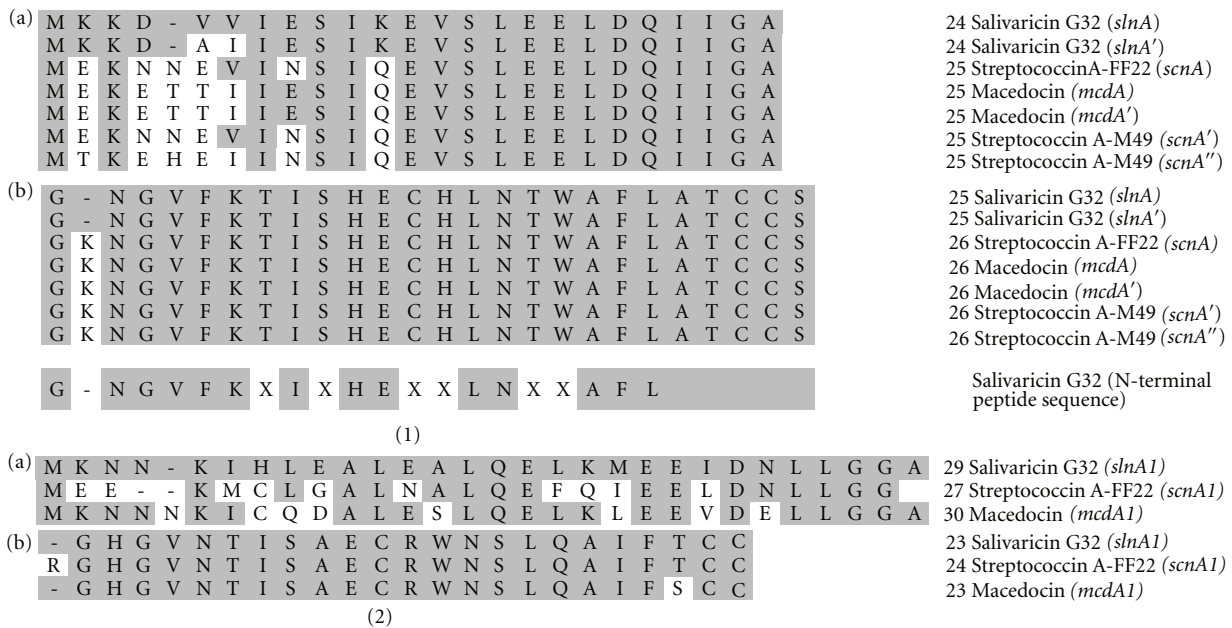 (a) M K K D - V V I E S I K E V S L E E L D Q I I G A 24 Salivaricin G32 (slnA)
M K K D - A I I E S I K E V S L E E L D Q I I G A 24 Salivaricin G32 (slnA′)
M E K N N E V I N S I Q E V S L E E L D Q I I G A 25 StreptococcinA-FF22 (scnA)
M E K E T T I I E S I Q E V S L E E L D Q I I G A 25 Macedocin (mcdA)
M E K E T T I I E S I Q E V S L E E L D Q I I G A 25 Macedocin (mcdA′)
M E K N N E V I N S I Q E V S L E E L D Q I I G A 25 Streptococcin A-M49 (scnA′)
M T K E H E I I N S I Q E V S L E E L D Q I I G A 25 Streptococcin A-M49 (scnA″)
(b) G - N G V F K T I S H E C H L N T W A F L A T C C S 25 Salivaricin G32 (slnA)
G - N G V F K T I S H E C H L N T W A F L A T C C S 25 Salivaricin G32 (slnA′)
G K N G V F K T I S H E C H L N T W A F L A T C C S 26 Streptococcin A-FF22 (scnA)
G K N G V F K T I S H E C H L N T W A F L A T C C S 26 Macedocin (mcdA)
G K N G V F K T I S H E C H L N T W A F L A T C C S 26 Macedocin (mcdA′)
G K N G V F K T I S H E C H L N T W A F L A T C C S 26 Streptococcin A-M49 (scnA′)
G K N G V F K T I S H E C H L N T W A F L A T C C S 26 Streptococcin A-M49 (scnA″)
G - N G V F K X I X H E X X L N X X A F L Salivaricin G32 (N-terminal
peptide sequence)
(1)
(a) M K N N - K I H L E A L E A L Q E L K M E E I D N L L G G A 29 Salivaricin G32 (slnA1)
M E E - - K M C L G A L N A L Q E F Q I E E L D N L L G G 27 Streptococcin A-FF22 (scnA1)
M K N N N K I C Q D A L E S L Q E L K L E E V D E L L G G A 30 Macedocin (mcdA1)
(b) - G H G V N T I S A E C R W N S L Q A I F T C C 23 Salivaricin G32 (slnA1)
R G H G V N T I S A E C R W N S L Q A I F T C C 24 Streptococcin A-FF22 (scnA1)
- G H G V N T I S A E C R W N S L Q A I F S C C 23 Macedocin (mcdA1)
(2)